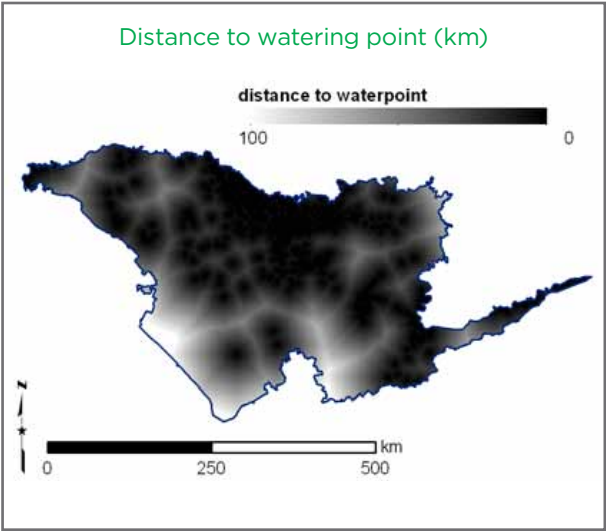 Distance to watering point (km)
distance to waterpoint
100 0
N
km
0 250 500